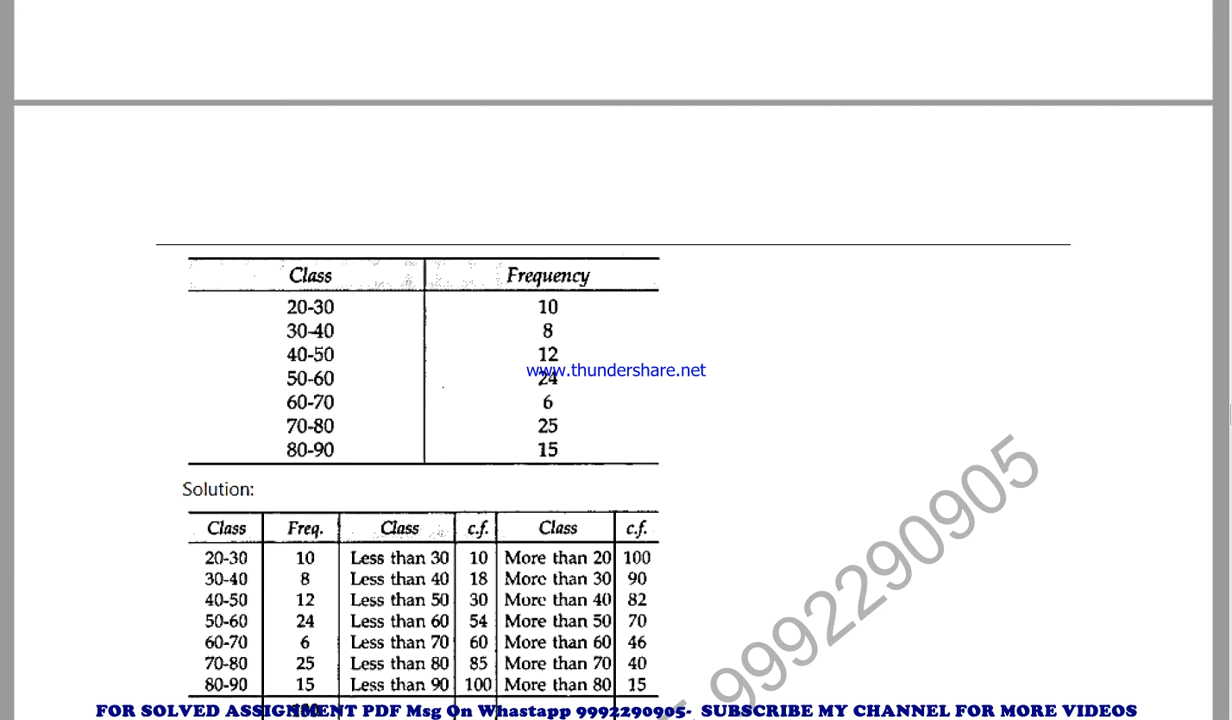 Class Frequency
20-30 10
30-40 8
40-50 12
www.thundershare.net
50-60 24
60-70 6
70-80 25
80-90 15
Solution:
Class Freq. Class c.f. Class c.f.
20-30 10 Less than 30 10 More than 20 100
30-40 8 Less than 40 18 More than 30 90
40-50 12 Less than 50 30 More than 40 82
50-60 24 Less than 60 54 More than 50 70
60-70 6 Less than 70 60 More than 60 46
70-80 25 Less than 80 85 More than 70 40
80-90 15 Less than 90 100 More than 80 15
9992290905
FOR SOLVED ASSIGNMENT PDF Msg On Whastapp 9992290905- SUBSCRIBE MY CHANNEL FOR MORE VIDEOS